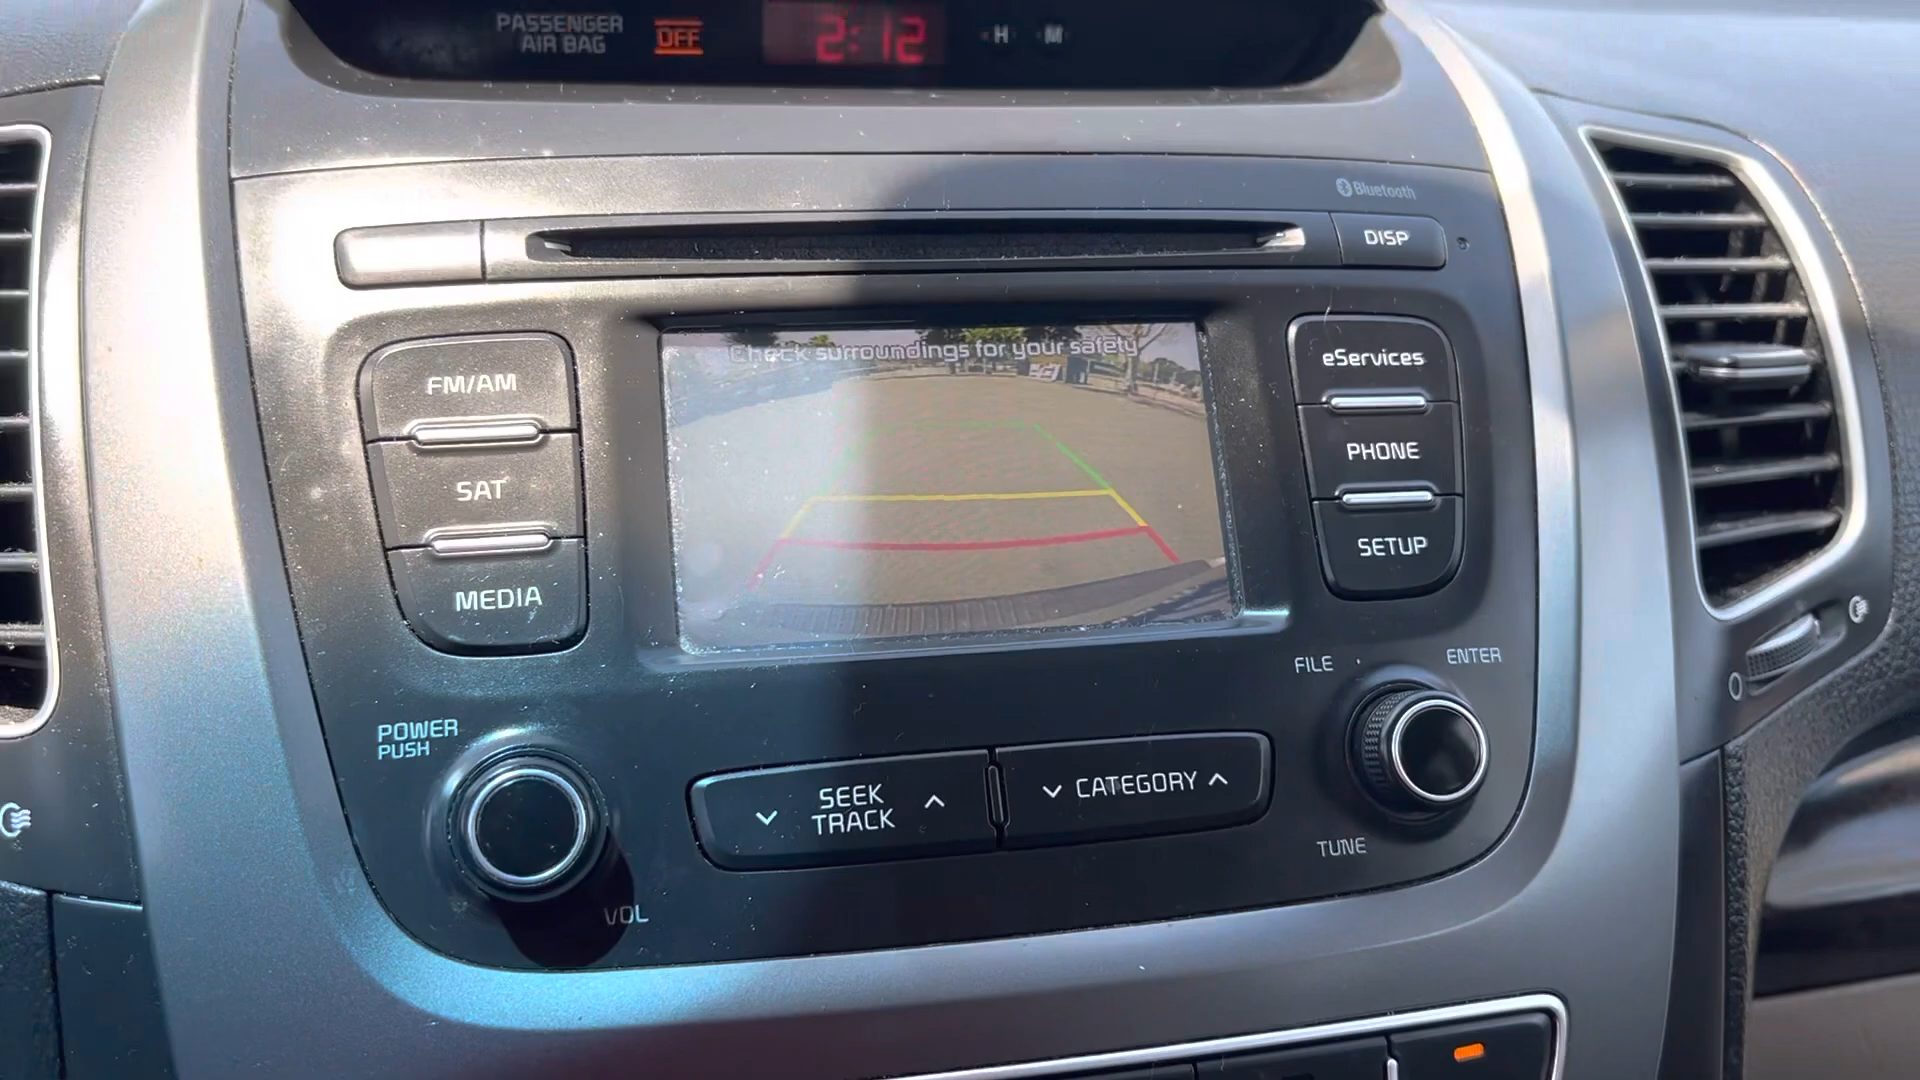 PASSENGER
AIR BAG
OFF
2:12
H
M
Bluetooth
DISP
Check surroundings for your safety
FM/AM
SAT
MEDIA
eServices
PHONE
SETUP
FILE
ENTER
POWER
PUSH
VOL
SEEK
TRACK
CATEGORY
TUNE